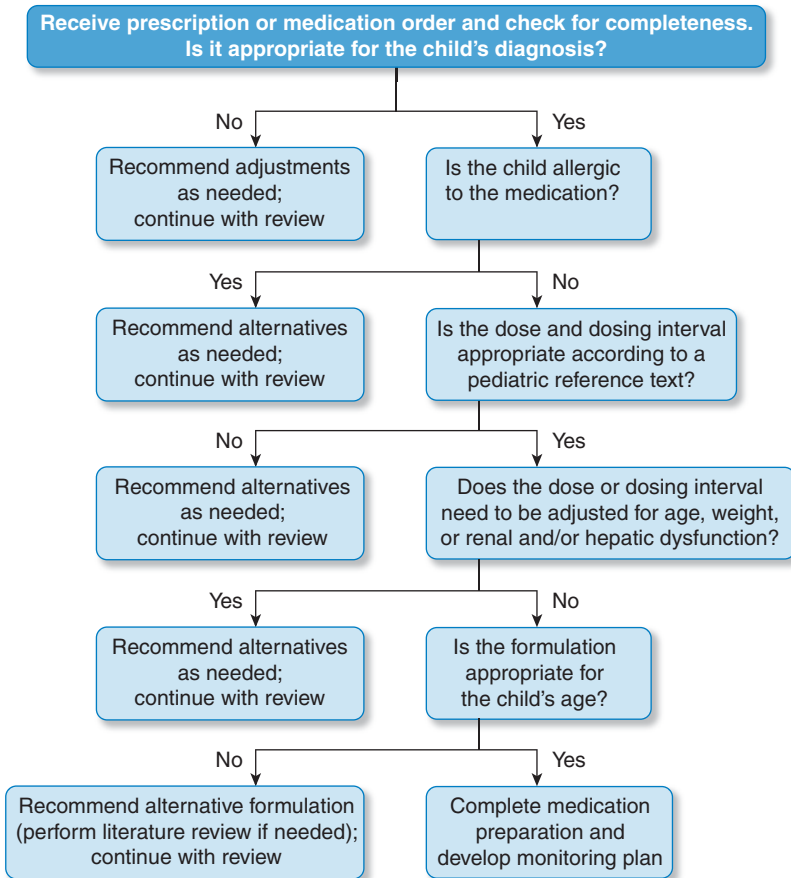 Receive prescription or medication order and check for completeness.
Is it appropriate for the child’s diagnosis?
No
Yes
Recommend adjustments
as needed;
continue with review
Is the child allergic
to the medication?
Yes
No
Recommend alternatives
as needed;
continue with review
Is the dose and dosing interval
appropriate according to a
pediatric reference text?
No
Yes
Recommend alternatives
as needed;
continue with review
Does the dose or dosing interval
need to be adjusted for age, weight,
or renal and/or hepatic dysfunction?
Yes
No
Recommend alternatives
as needed;
continue with review
Is the formulation
appropriate for
the child’s age?
No
Yes
Recommend alternative formulation
(perform literature review if needed);
continue with review
Complete medication
preparation and
develop monitoring plan